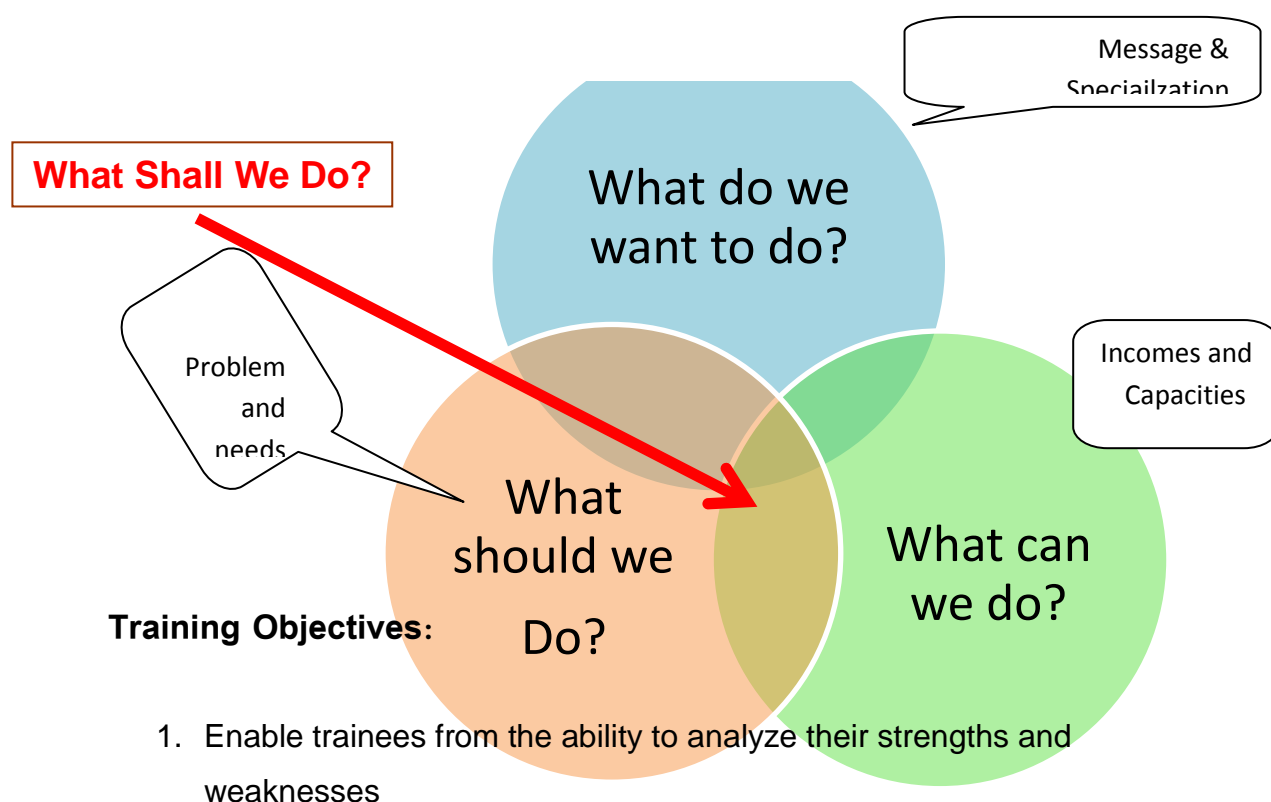 Message &
Speciailzation
What Shall We Do?
What do we
want to do?
Problem
and
needs
Incomes and
Capacities
What
should we
Do?
What can
we do?
Training Objectives:
1. Enable trainees from the ability to analyze their strengths and
weaknesses